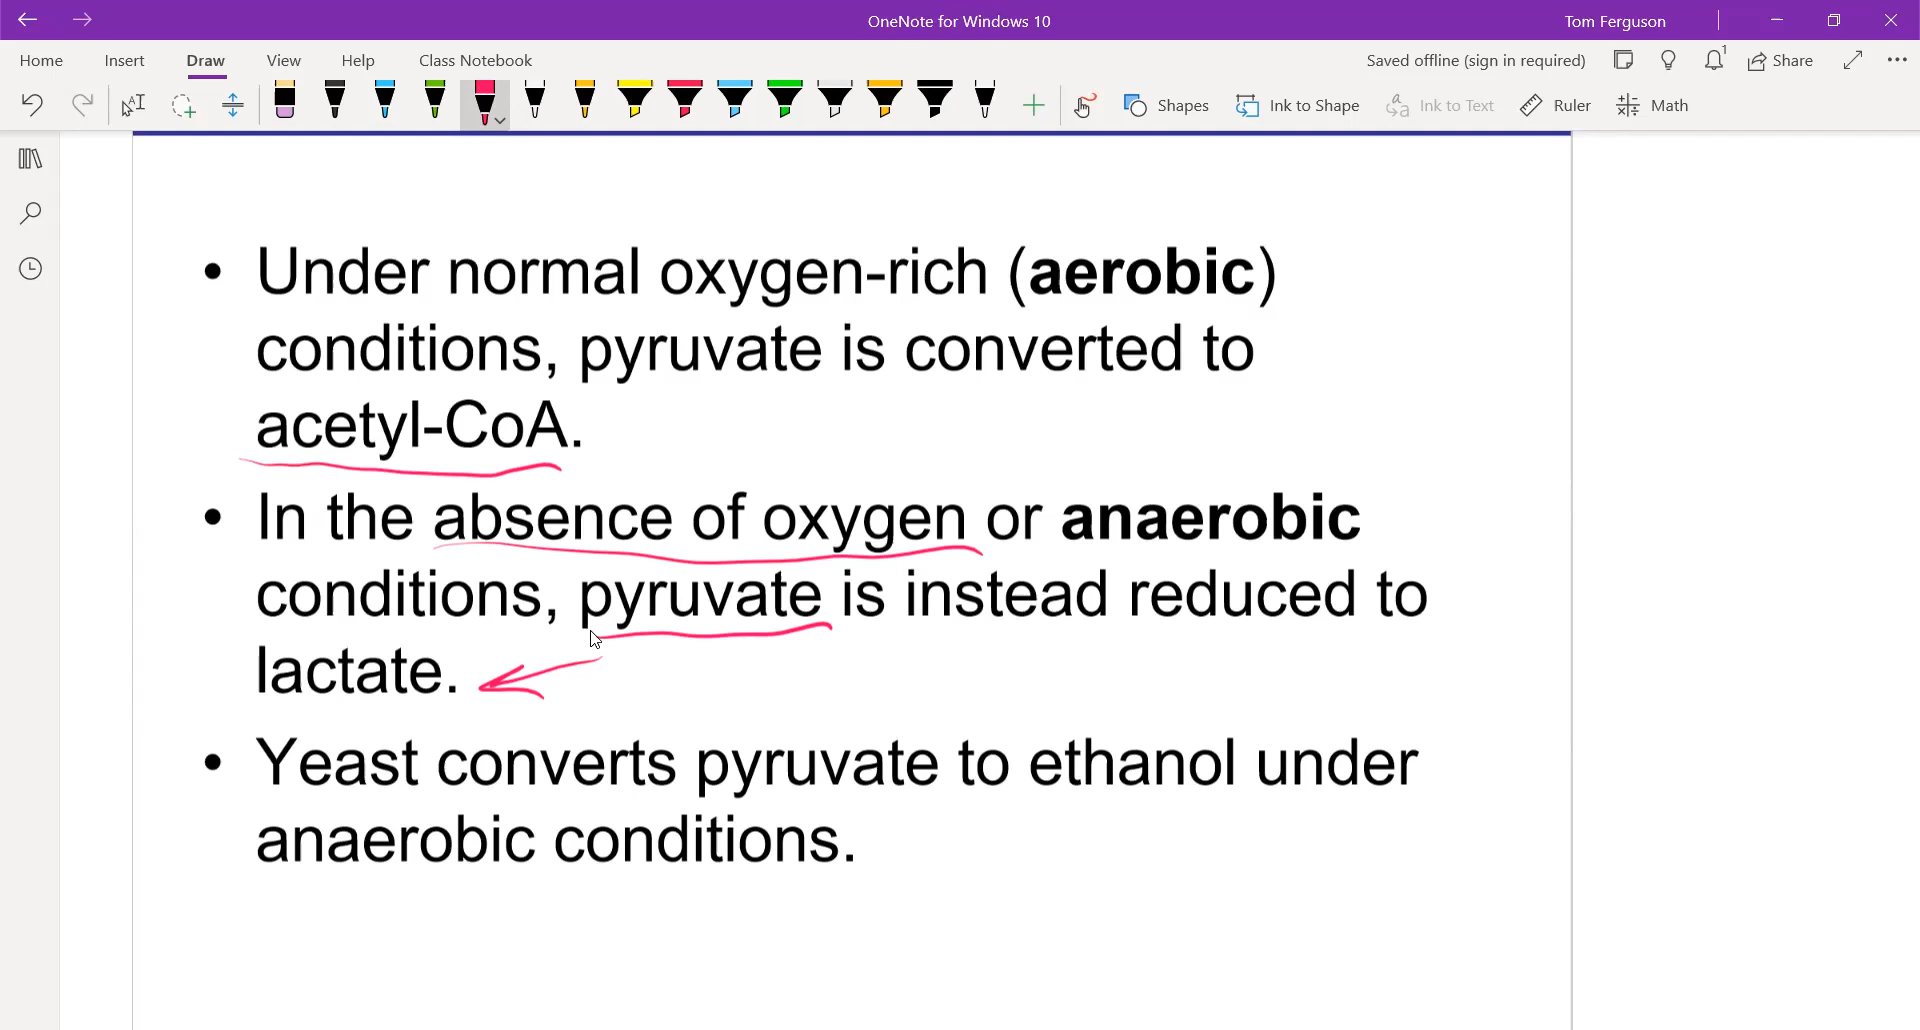 OneNote for Windows 10
Tom Ferguson
Home Insert Draw View Help Class Notebook
Saved offline (sign in required) 1 Share
AI Shapes Ink to Shape Ink to Text Ruler Math
• Under normal oxygen-rich (aerobic)
conditions, pyruvate is converted to
acetyl-CoA.
• In the absence of oxygen or anaerobic
conditions, pyruvate is instead reduced to
lactate.
• Yeast converts pyruvate to ethanol under
anaerobic conditions.